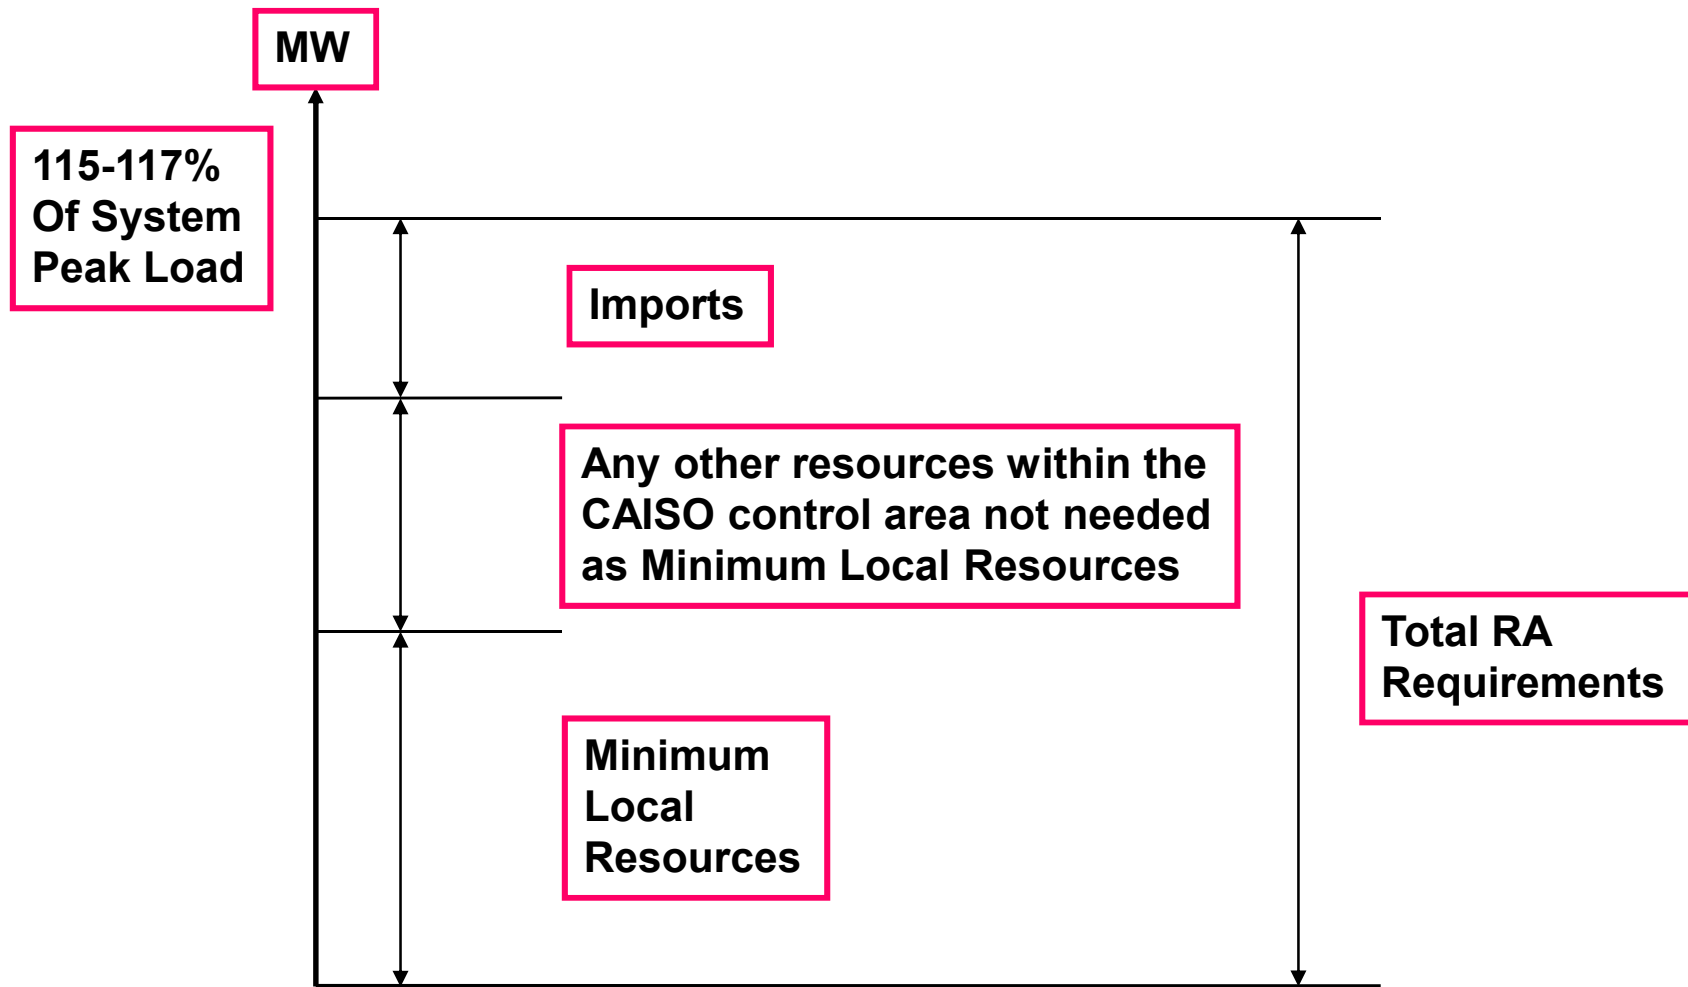 MW
115-117%
Of System
Peak Load
Imports
Any other resources within the
CAISO control area not needed
as Minimum Local Resources
Total RA
Requirements
Minimum
Local
Resources